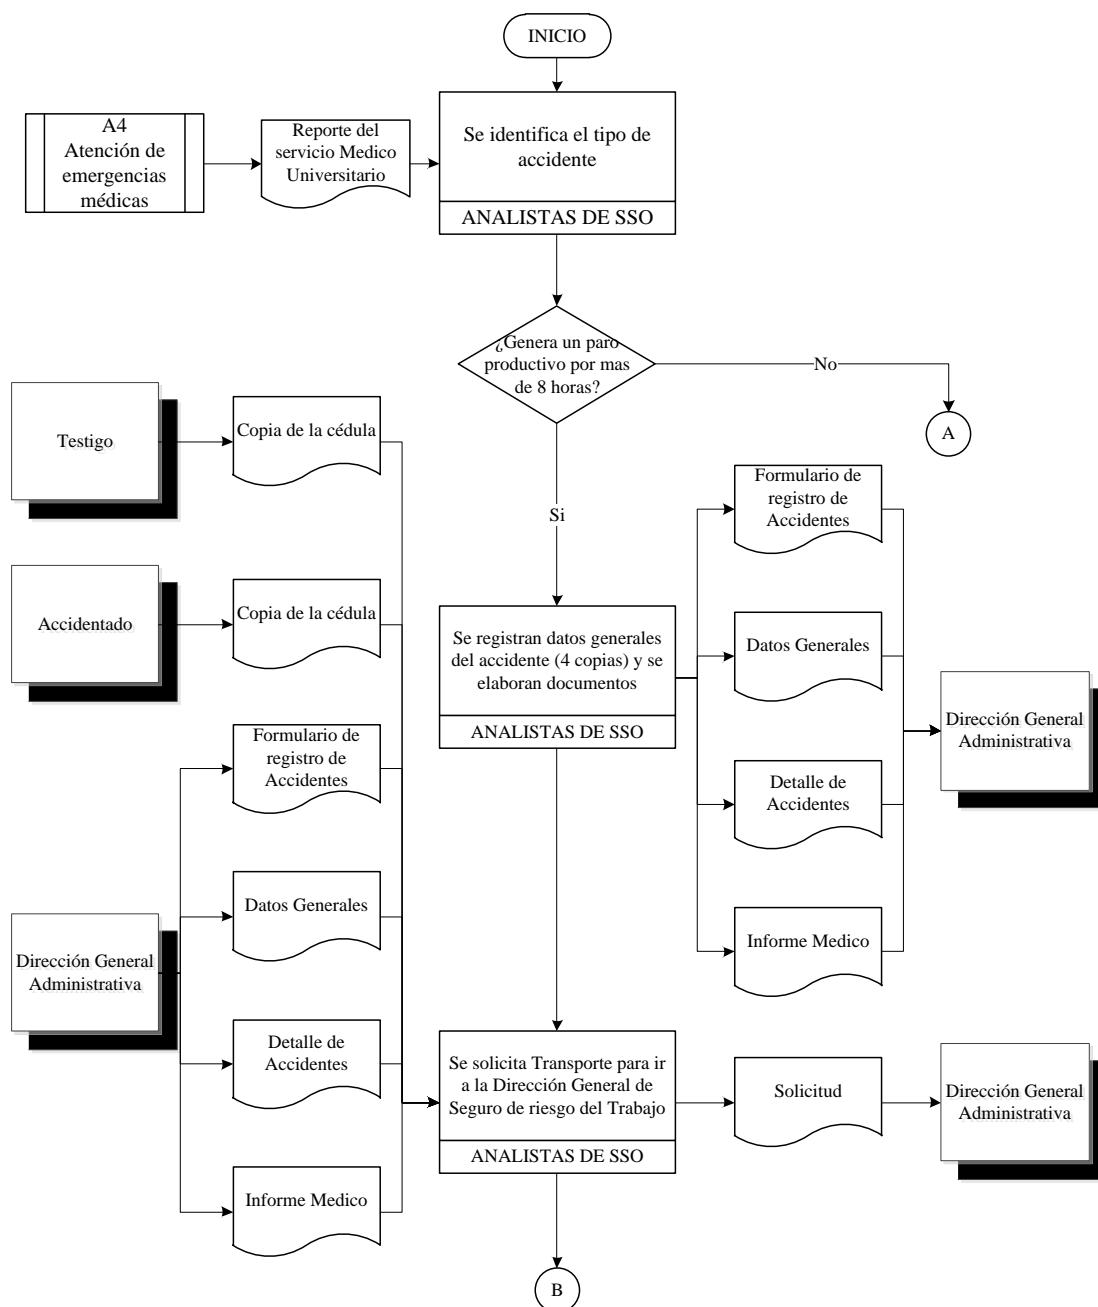 INICIO
A4
Atención de
emergencias
médicas
Reporte del
servicio Medico
Universitario
Se identifica el tipo de
accidente
ANALISTAS DE SSO
¿Genera un paro
productivo por mas
de 8 horas?
No
A
Si
Testigo
Copia de la cédula
Accidentado
Copia de la cédula
Formulario de
registro de
Accidentes
Datos Generales
Detalle de
Accidentes
Informe Medico
Dirección General
Administrativa
Se registran datos generales
del accidente (4 copias) y se
elaboran documentos
ANALISTAS DE SSO
Formulario de
registro de
Accidentes
Datos Generales
Detalle de
Accidentes
Informe Medico
Dirección General
Administrativa
Se solicita Transporte para ir
a la Dirección General de
Seguro de riesgo del Trabajo
ANALISTAS DE SSO
Solicitud
Dirección General
Administrativa
B